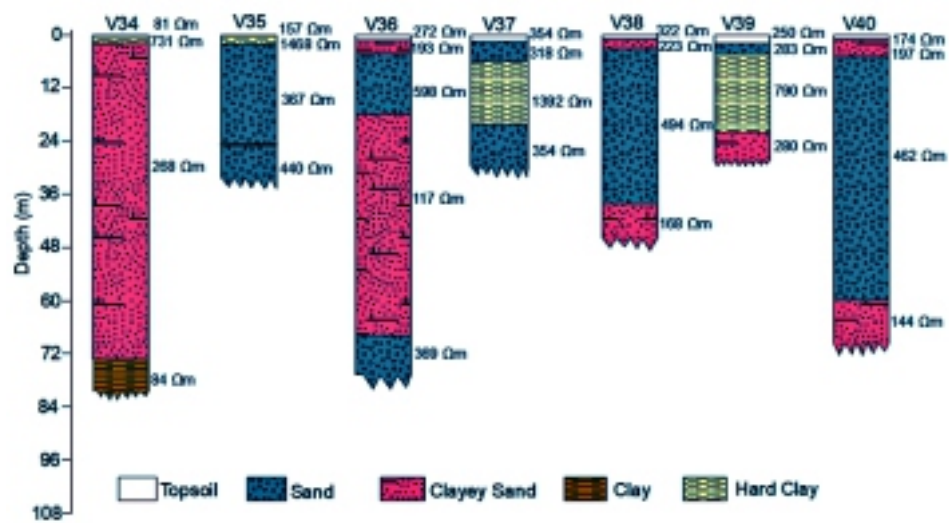 V34 V35 V36 V37 V38 V39 V40
0
12
24
36
48
60
72
84
96
108
Depth (m)
81 Ωm
731 Ωm
268 Ωm
84 Ωm
157 Ωm
1468 Ωm
367 Ωm
440 Ωm
272 Ωm
193 Ωm
598 Ωm
117 Ωm
369 Ωm
354 Ωm
318 Ωm
1392 Ωm
354 Ωm
322 Ωm
223 Ωm
494 Ωm
168 Ωm
250 Ωm
283 Ωm
790 Ωm
280 Ωm
174 Ωm
197 Ωm
462 Ωm
144 Ωm
Topsoil Sand Clayey Sand Clay Hard Clay